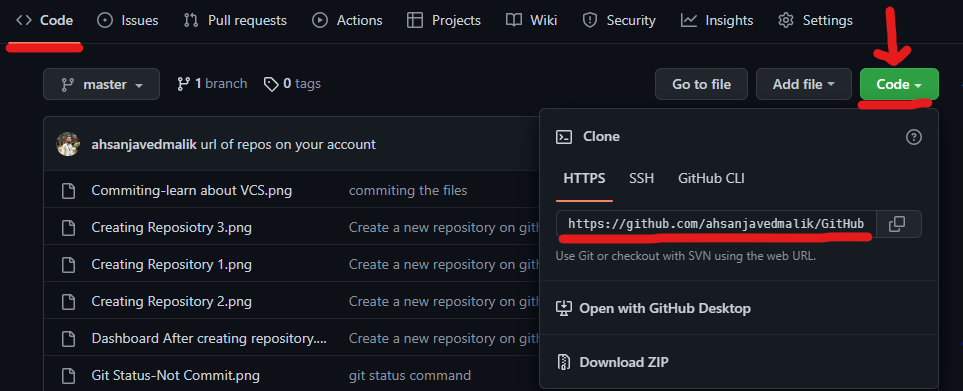 <> Code Issues Pull requests Actions Projects Wiki Security Insights Settings
master 1 branch 0 tags Go to file Add file Code
ahsanjavedmalik url of repos on your account
Commiting-learn about VCS.png commiting the files
Creating Reposiotry 3.png Create a new repository on gith
Creating Repository 1.png Create a new repository on gith
Creating Repository 2.png Create a new repository on gith
Dashboard After creating repository.... Create a new repository on gith
Git Status-Not Commit.png git status command
Clone
HTTPS SSH GitHub CLI
https://github.com/ahsanjavedmalik/GitHub
Use Git or checkout with SVN using the web URL.
Open with GitHub Desktop
Download ZIP